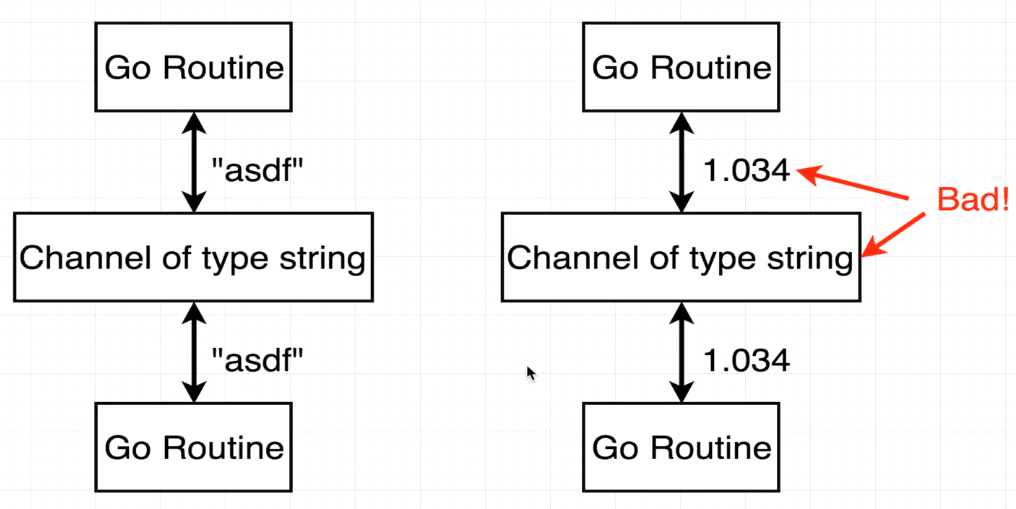 Go Routine
"asdf"
Channel of type string
"asdf"
Go Routine
Go Routine
1.034
Bad!
Channel of type string
1.034
Go Routine